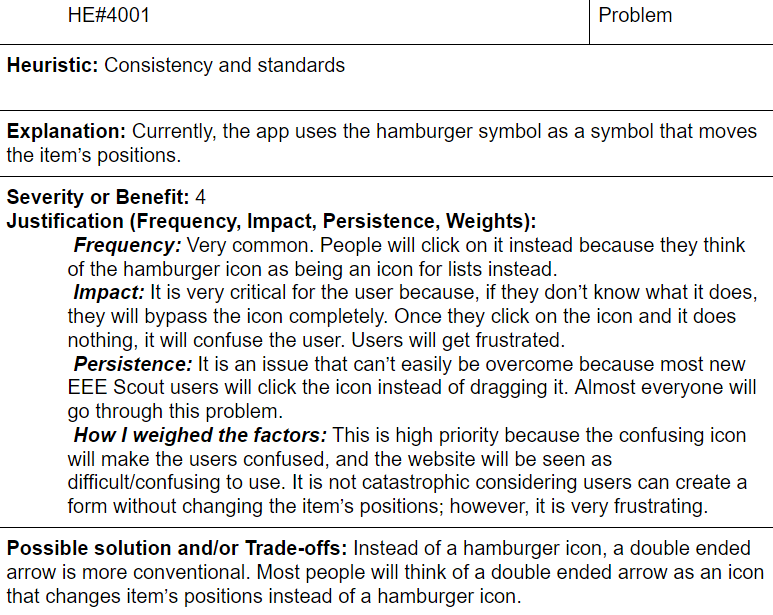 HE#4001 Problem
Heuristic: Consistency and standards
Explanation: Currently, the app uses the hamburger symbol as a symbol that moves
the item's positions.
Severity or Benefit: 4
Justification (Frequency, Impact, Persistence, Weights):
Frequency: Very common. People will click on it instead because they think
of the hamburger icon as being an icon for lists instead.
Impact: It is very critical for the user because, if they don't know what it does,
they will bypass the icon completely. Once they click on the icon and it does
nothing, it will confuse the user. Users will get frustrated.
Persistence: It is an issue that can't easily be overcome because most new
EEE Scout users will click the icon instead of dragging it. Almost everyone will
go through this problem.
How I weighed the factors: This is high priority because the confusing icon
will make the users confused, and the website will be seen as
difficult/confusing to use. It is not catastrophic considering users can create a
form without changing the item's positions; however, it is very frustrating.
Possible solution and/or Trade-offs: Instead of a hamburger icon, a double ended
arrow is more conventional. Most people will think of a double ended arrow as an icon
that changes item's positions instead of a hamburger icon.